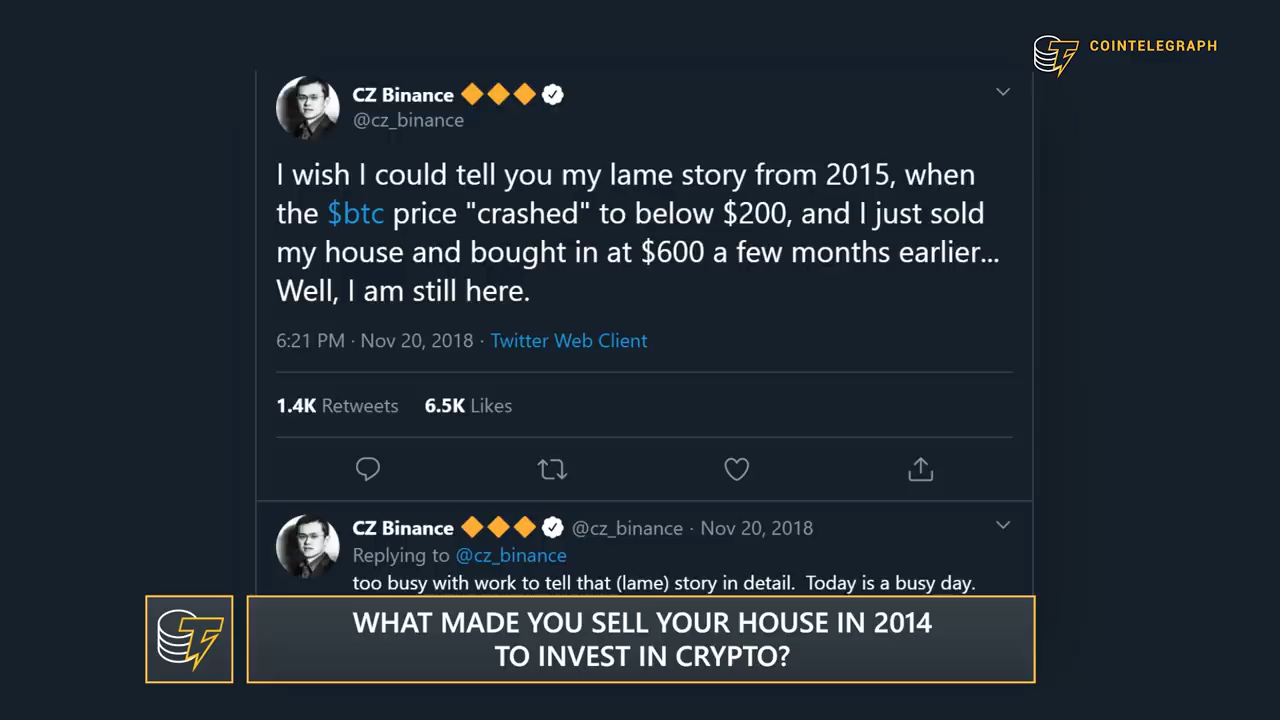 COINTELEGRAPH
CZ Binance
@cz_binance
I wish I could tell you my lame story from 2015, when
the $btc price "crashed" to below $200, and I just sold
my house and bought in at $600 a few months earlier...
Well, I am still here.
6:21 PM · Nov 20, 2018 · Twitter Web Client
1.4K Retweets 6.5K Likes
CZ Binance @cz_binance · Nov 20, 2018
Replying to @cz_binance
too busy with work to tell that (lame) story in detail. Today is a busy day.
WHAT MADE YOU SELL YOUR HOUSE IN 2014
TO INVEST IN CRYPTO?